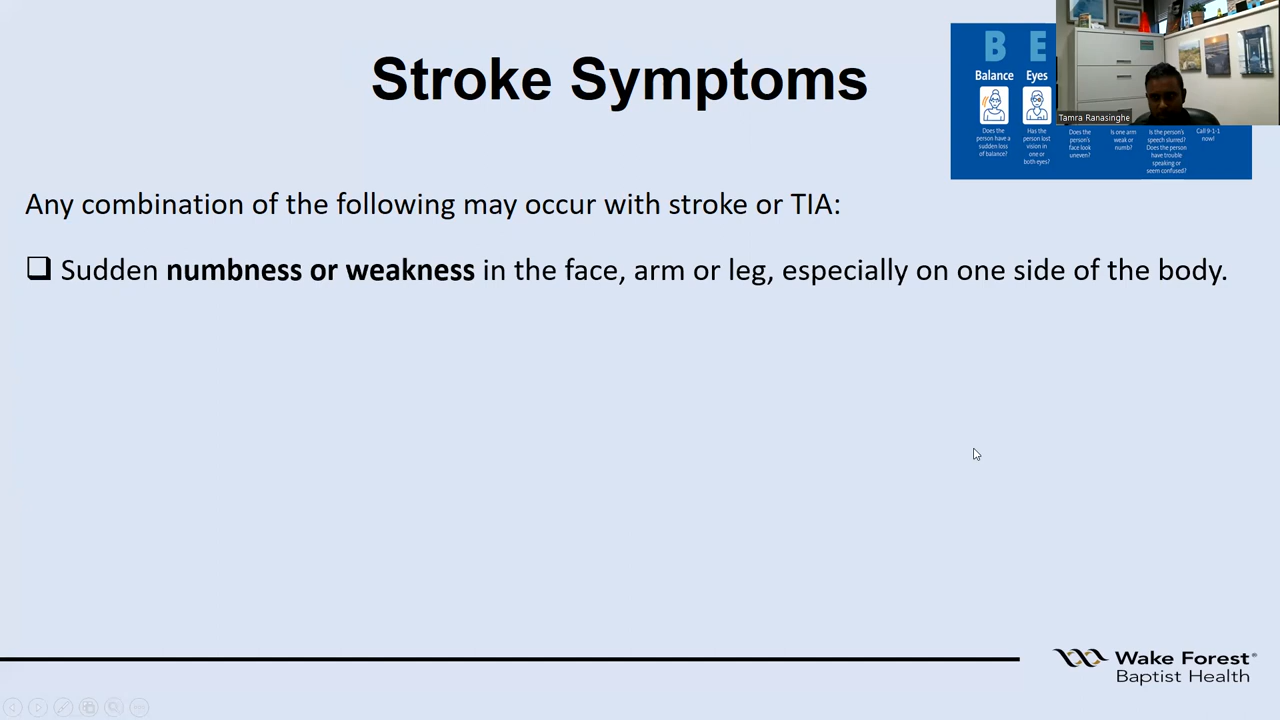 Stroke Symptoms
B E
Balance Eyes
Does the
person have a
sudden loss
of balance?
Has the
person lost
vision in
one or
both eyes?
Does the
person's
face look
uneven?
Is one arm
weak or
numb?
Is the person's
speech slurred?
Does the person
have trouble
speaking or
seem confused?
Call 9-1-1
now!
Tamra Ranasinghe
Any combination of the following may occur with stroke or TIA:
❑ Sudden numbness or weakness in the face, arm or leg, especially on one side of the body.
Wake Forest®
Baptist Health